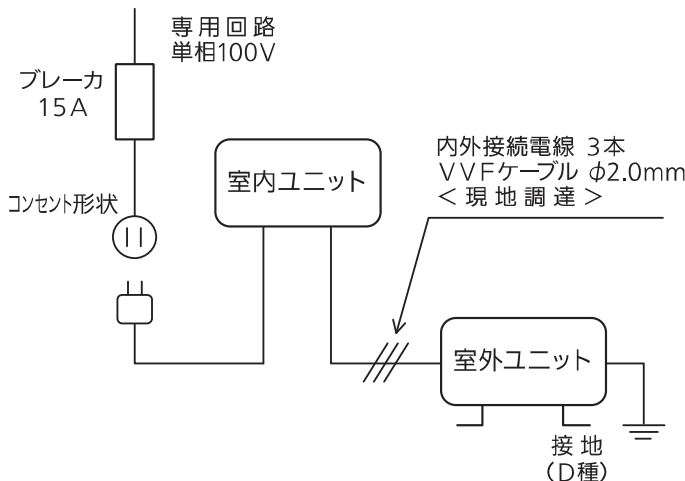 専用回路
単相100V
ブレーカ
15A
コンセント形状
室内ユニット
内外接続電線 3本
VVFケーブル φ2.0mm
<現地調達>
室外ユニット
接地
(D種)